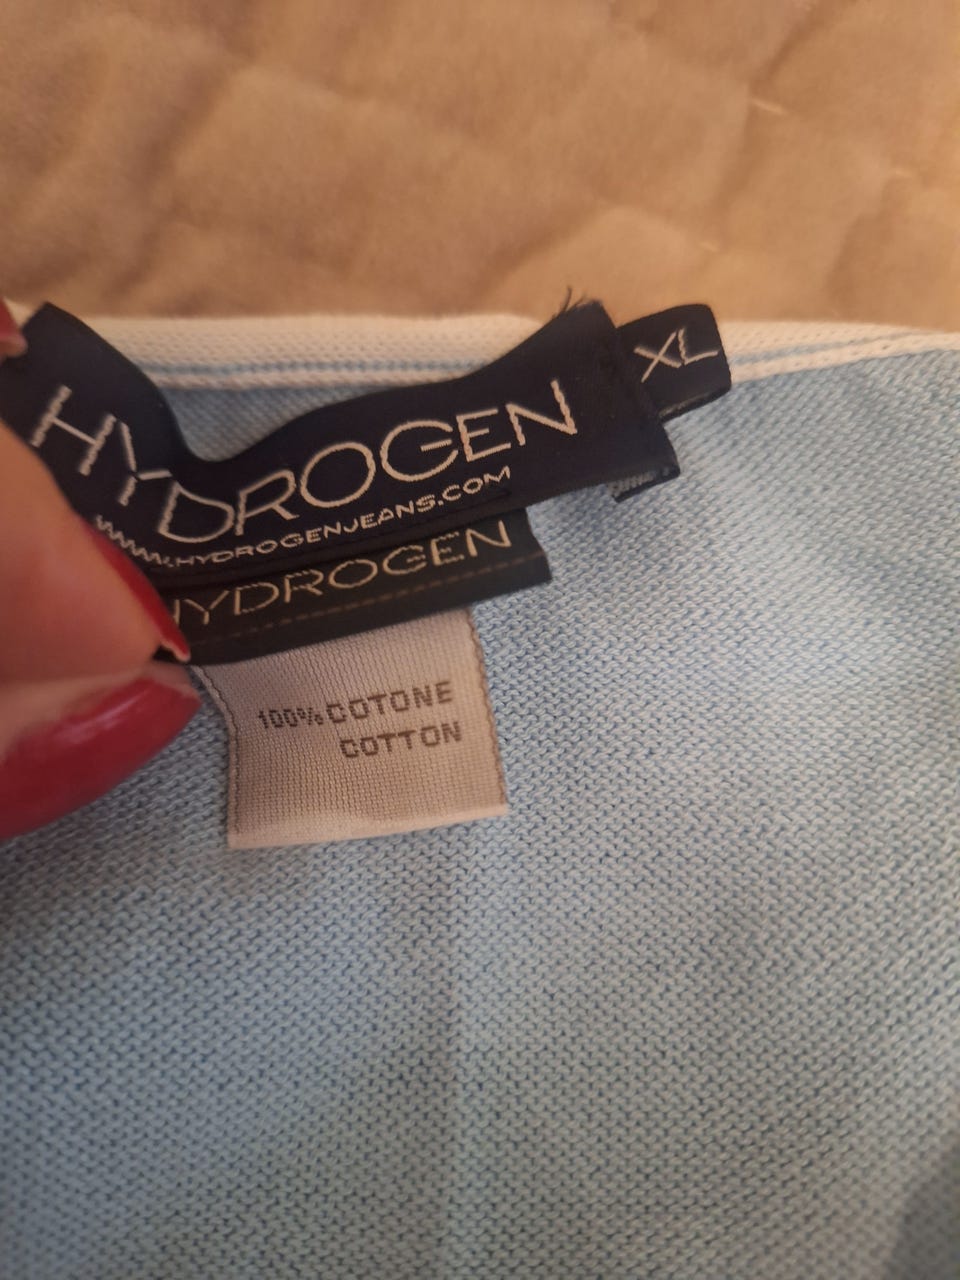 HYDROGEN
XL
WWW.HYDROGENJEANS.COM
HYDROGEN
100% COTONE
COTTON